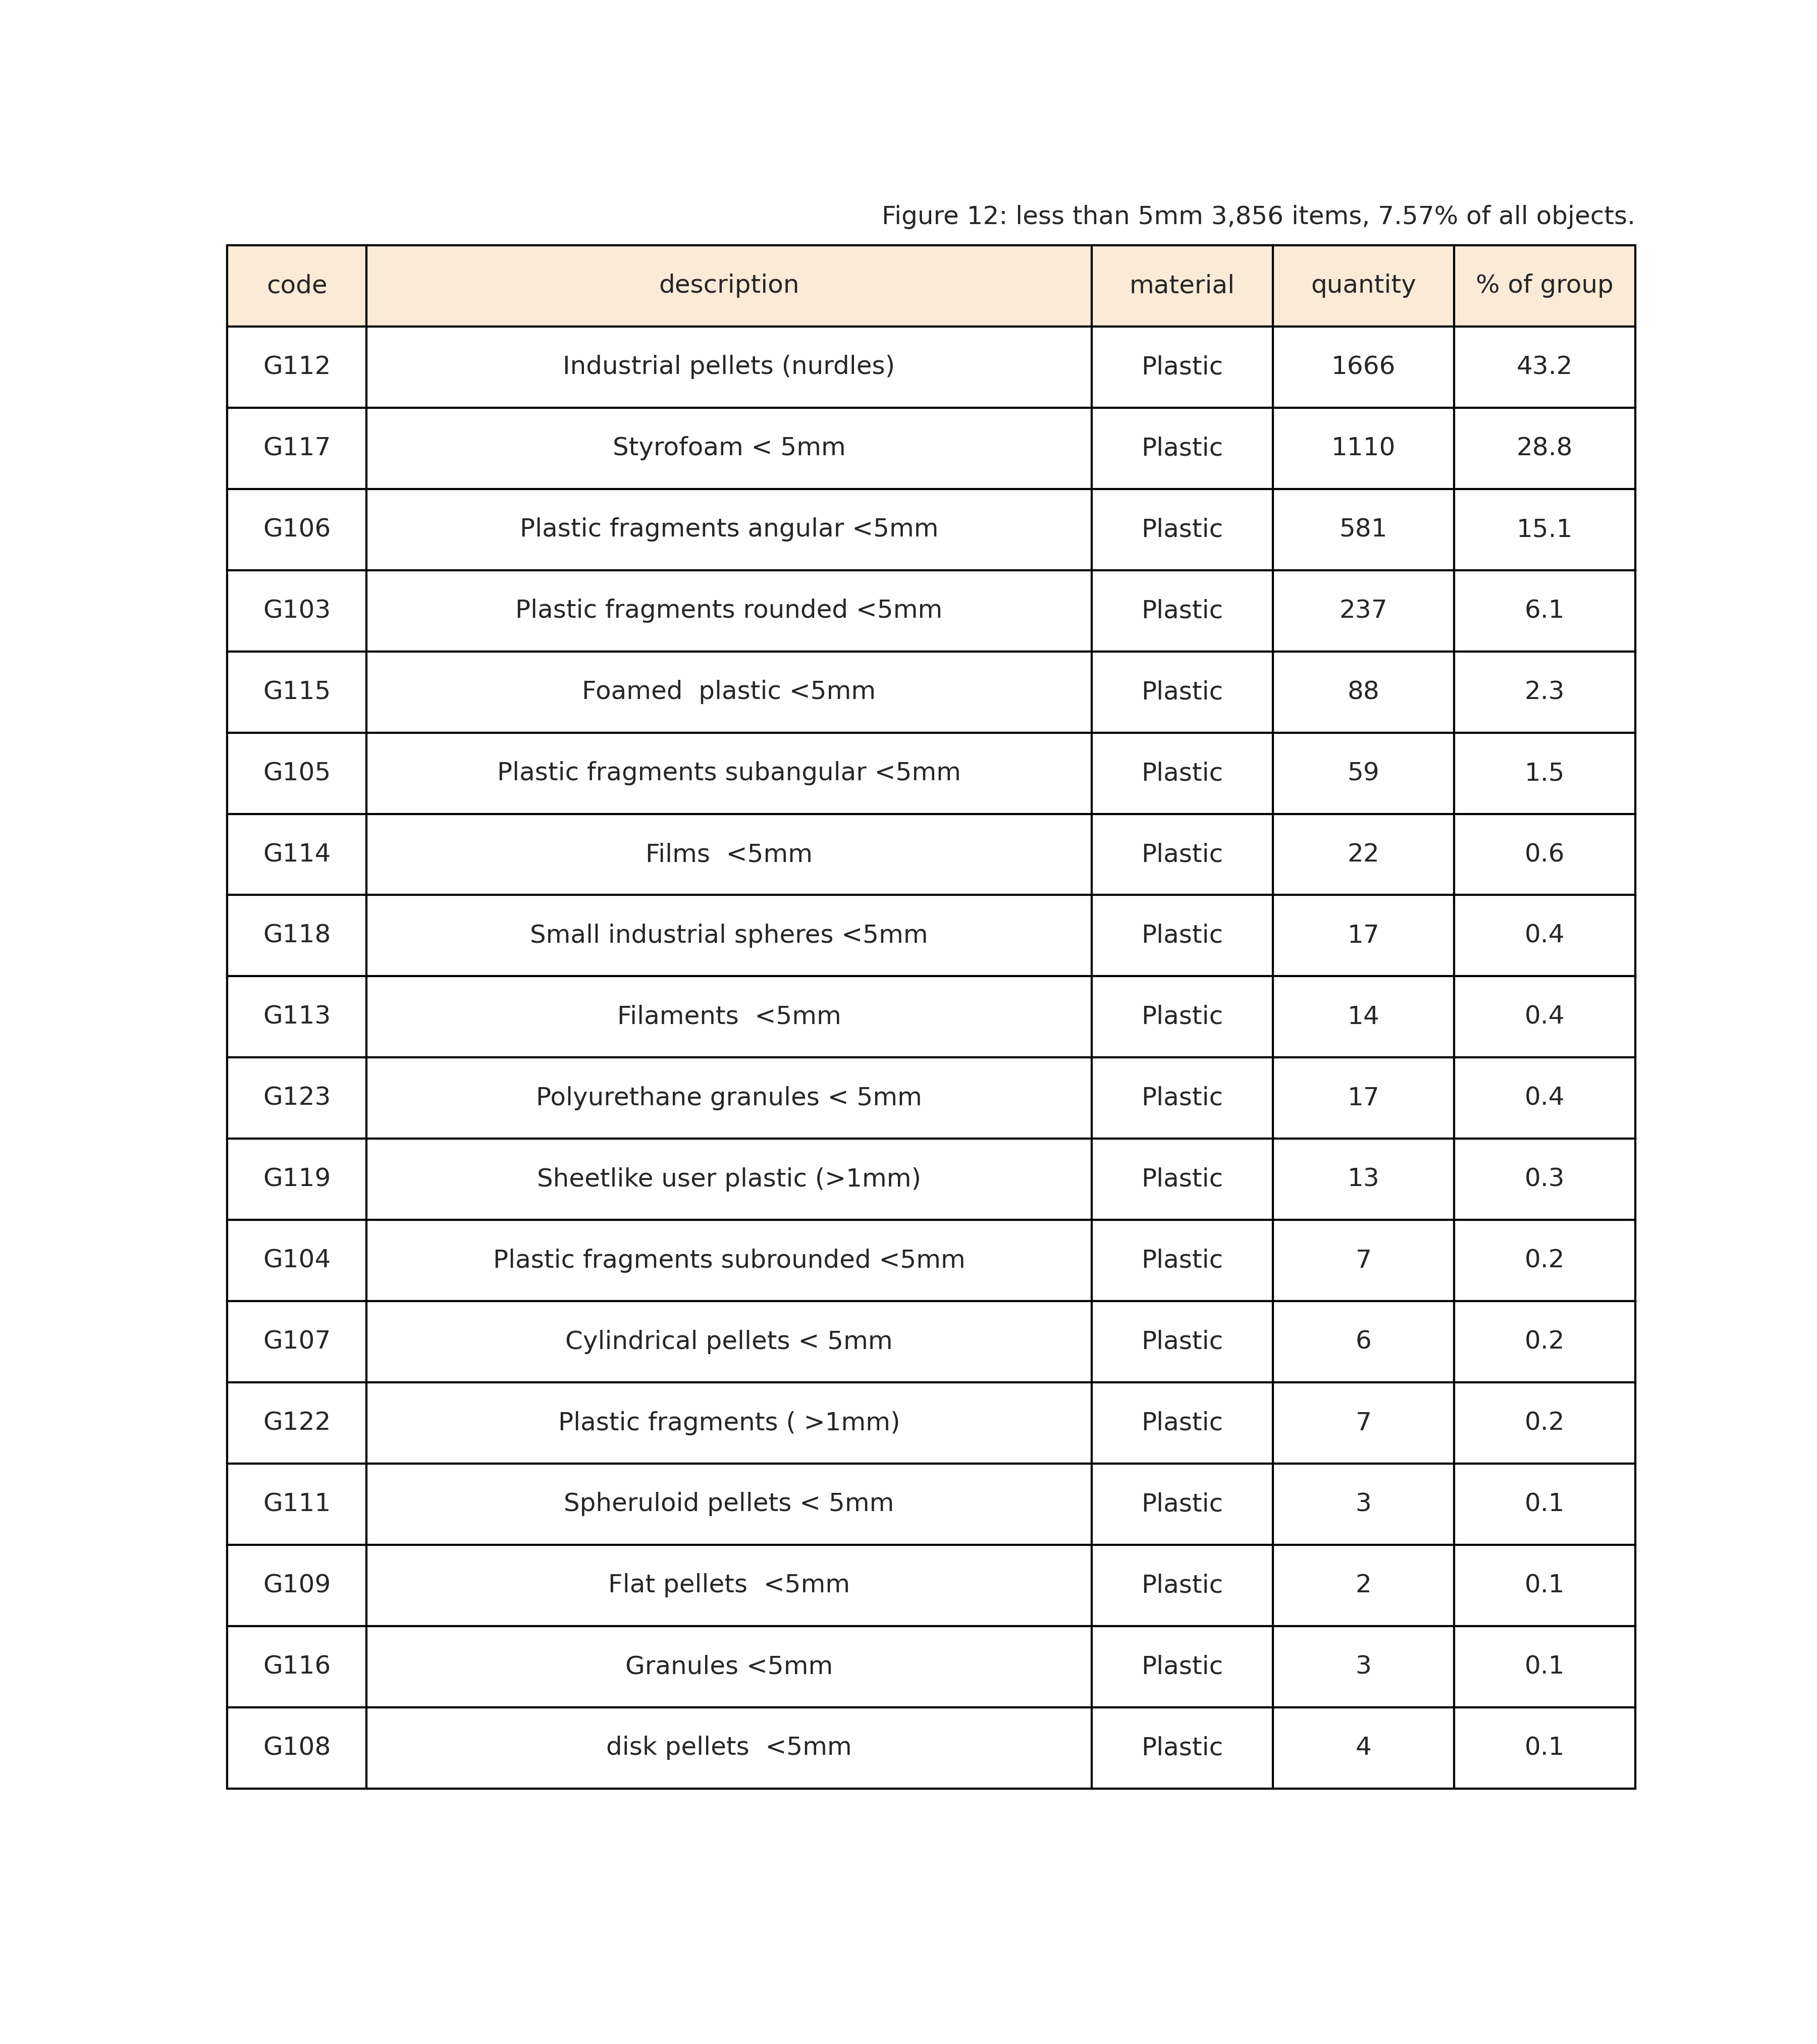 Figure 12: less than 5mm 3,856 items, 7.57% of all objects.
code description material quantity % of group
G112 Industrial pellets (nurdles) Plastic 1666 43.2
G117 Styrofoam < 5mm Plastic 1110 28.8
G106 Plastic fragments angular <5mm Plastic 581 15.1
G103 Plastic fragments rounded <5mm Plastic 237 6.1
G115 Foamed  plastic <5mm Plastic 88 2.3
G105 Plastic fragments subangular <5mm Plastic 59 1.5
G114 Films  <5mm Plastic 22 0.6
G118 Small industrial spheres <5mm Plastic 17 0.4
G113 Filaments  <5mm Plastic 14 0.4
G123 Polyurethane granules < 5mm Plastic 17 0.4
G119 Sheetlike user plastic (>1mm) Plastic 13 0.3
G104 Plastic fragments subrounded <5mm Plastic 7 0.2
G107 Cylindrical pellets < 5mm Plastic 6 0.2
G122 Plastic fragments ( >1mm) Plastic 7 0.2
G111 Spheruloid pellets < 5mm Plastic 3 0.1
G109 Flat pellets  <5mm Plastic 2 0.1
G116 Granules <5mm Plastic 3 0.1
G108 disk pellets  <5mm Plastic 4 0.1